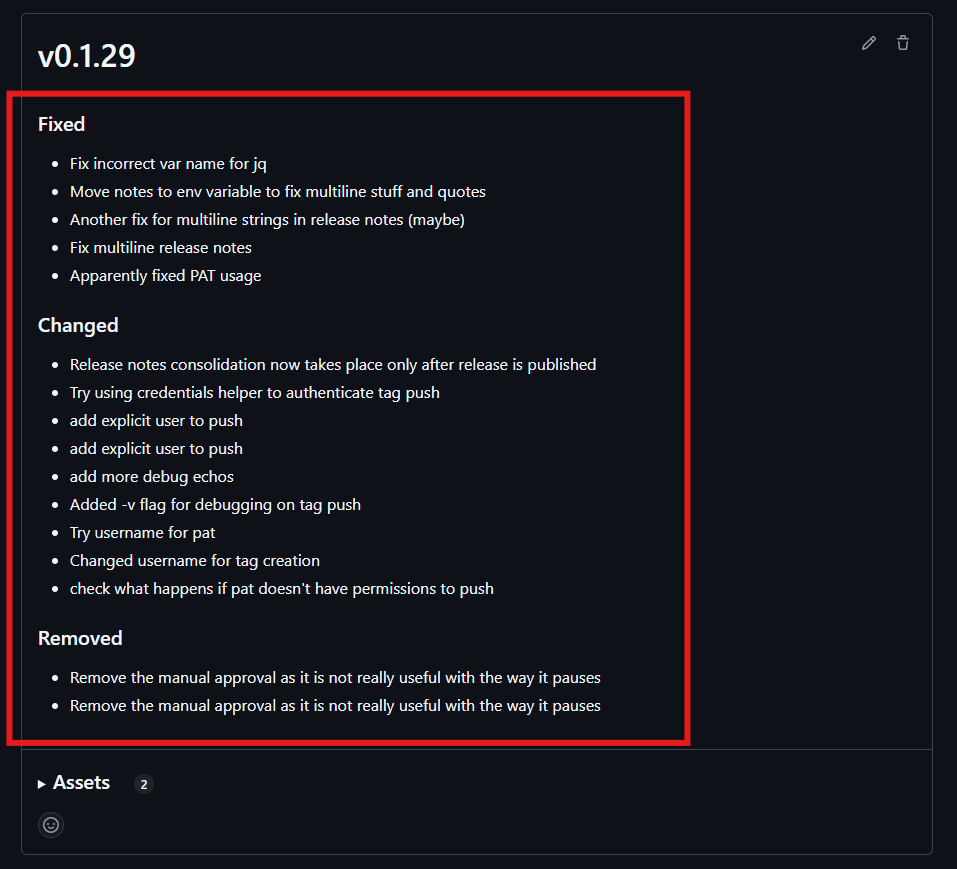 v0.1.29
Fixed
Fix incorrect var name for jq
Move notes to env variable to fix multiline stuff and quotes
Another fix for multiline strings in release notes (maybe)
Fix multiline release notes
Apparently fixed PAT usage
Changed
Release notes consolidation now takes place only after release is published
Try using credentials helper to authenticate tag push
add explicit user to push
add explicit user to push
add more debug echos
Added -v flag for debugging on tag push
Try username for pat
Changed username for tag creation
check what happens if pat doesn't have permissions to push
Removed
Remove the manual approval as it is not really useful with the way it pauses
Remove the manual approval as it is not really useful with the way it pauses
Assets 2